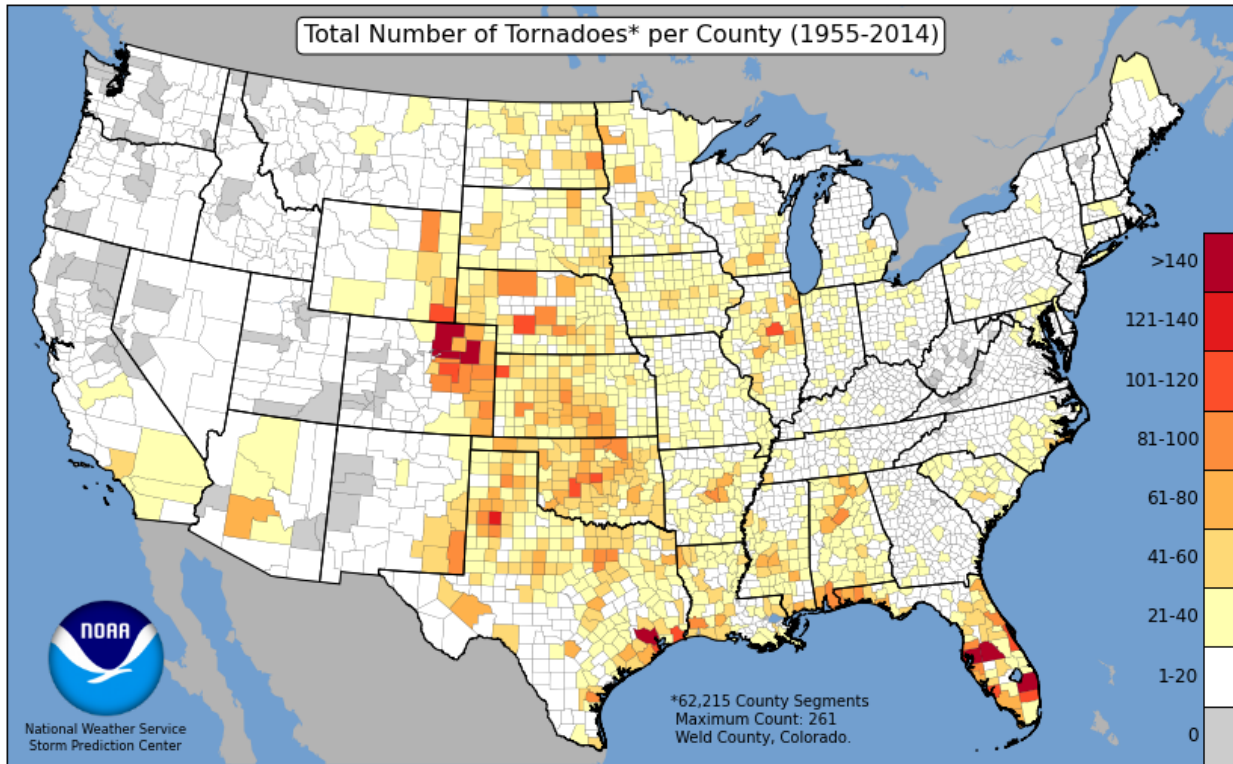 Total Number of Tornadoes* per County (1955-2014)
>140
121-140
101-120
81-100
61-80
41-60
21-40
1-20
0
NOAA
National Weather Service
Storm Prediction Center
*62,215 County Segments
Maximum Count: 261
Weld County, Colorado.